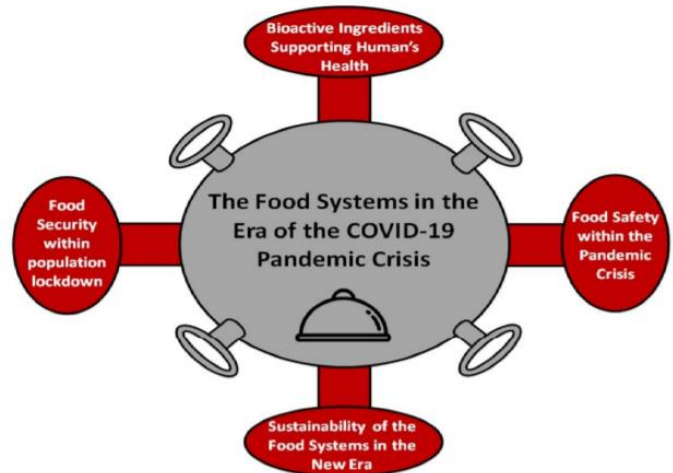 Bioactive Ingredients
Supporting Human's
Health
The Food Systems in the
Era of the COVID-19
Pandemic Crisis
Food
Security
within
population
lockdown
Food Safety
within the
Pandemic
Crisis
Sustainability of the
Food Systems in the
New Era